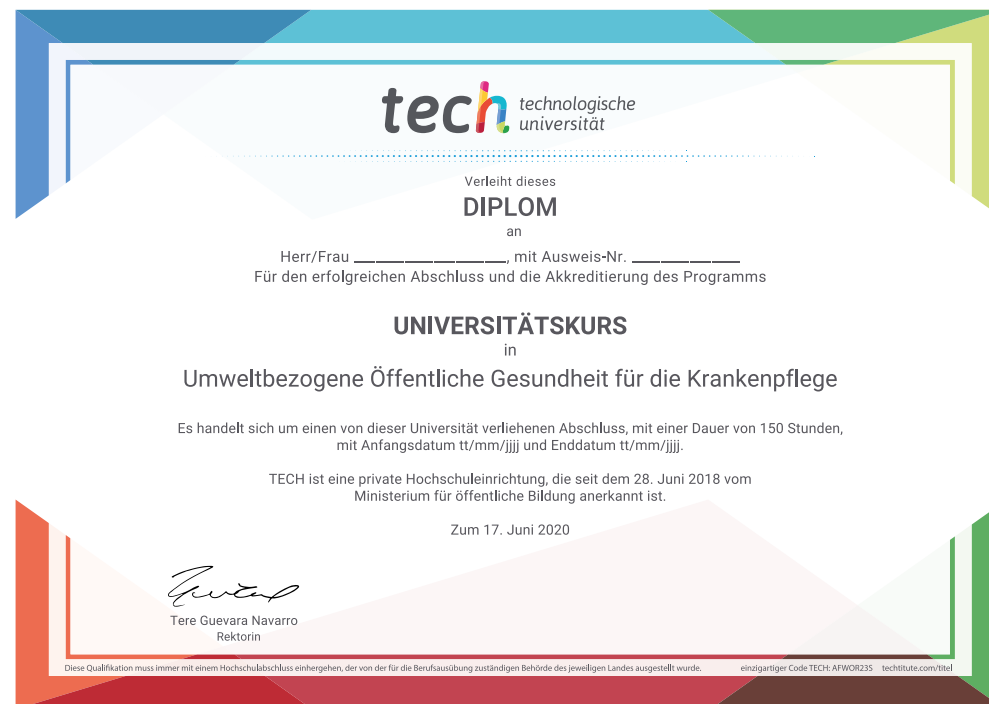 tech technologische
universität
Verleiht dieses
DIPLOM
an
Herr/Frau ________________, mit Ausweis-Nr. ____________
Für den erfolgreichen Abschluss und die Akkreditierung des Programms
UNIVERSITÄTSKURS
in
Umweltbezogene Öffentliche Gesundheit für die Krankenpflege
Es handelt sich um einen von dieser Universität verliehenen Abschluss, mit einer Dauer von 150 Stunden,
mit Anfangsdatum tt/mm/jjjj und Enddatum tt/mm/jjjj.
TECH ist eine private Hochschuleinrichtung, die seit dem 28. Juni 2018 vom
Ministerium für öffentliche Bildung anerkannt ist.
Zum 17. Juni 2020
Tere Guevara Navarro
Rektorin
Diese Qualifikation muss immer mit einem Hochschulabschluss einhergehen, der von der für die Berufsausübung zuständigen Behörde des jeweiligen Landes ausgestellt wurde. einzigartiger Code TECH: AFWOR23S techtitute.com/titel